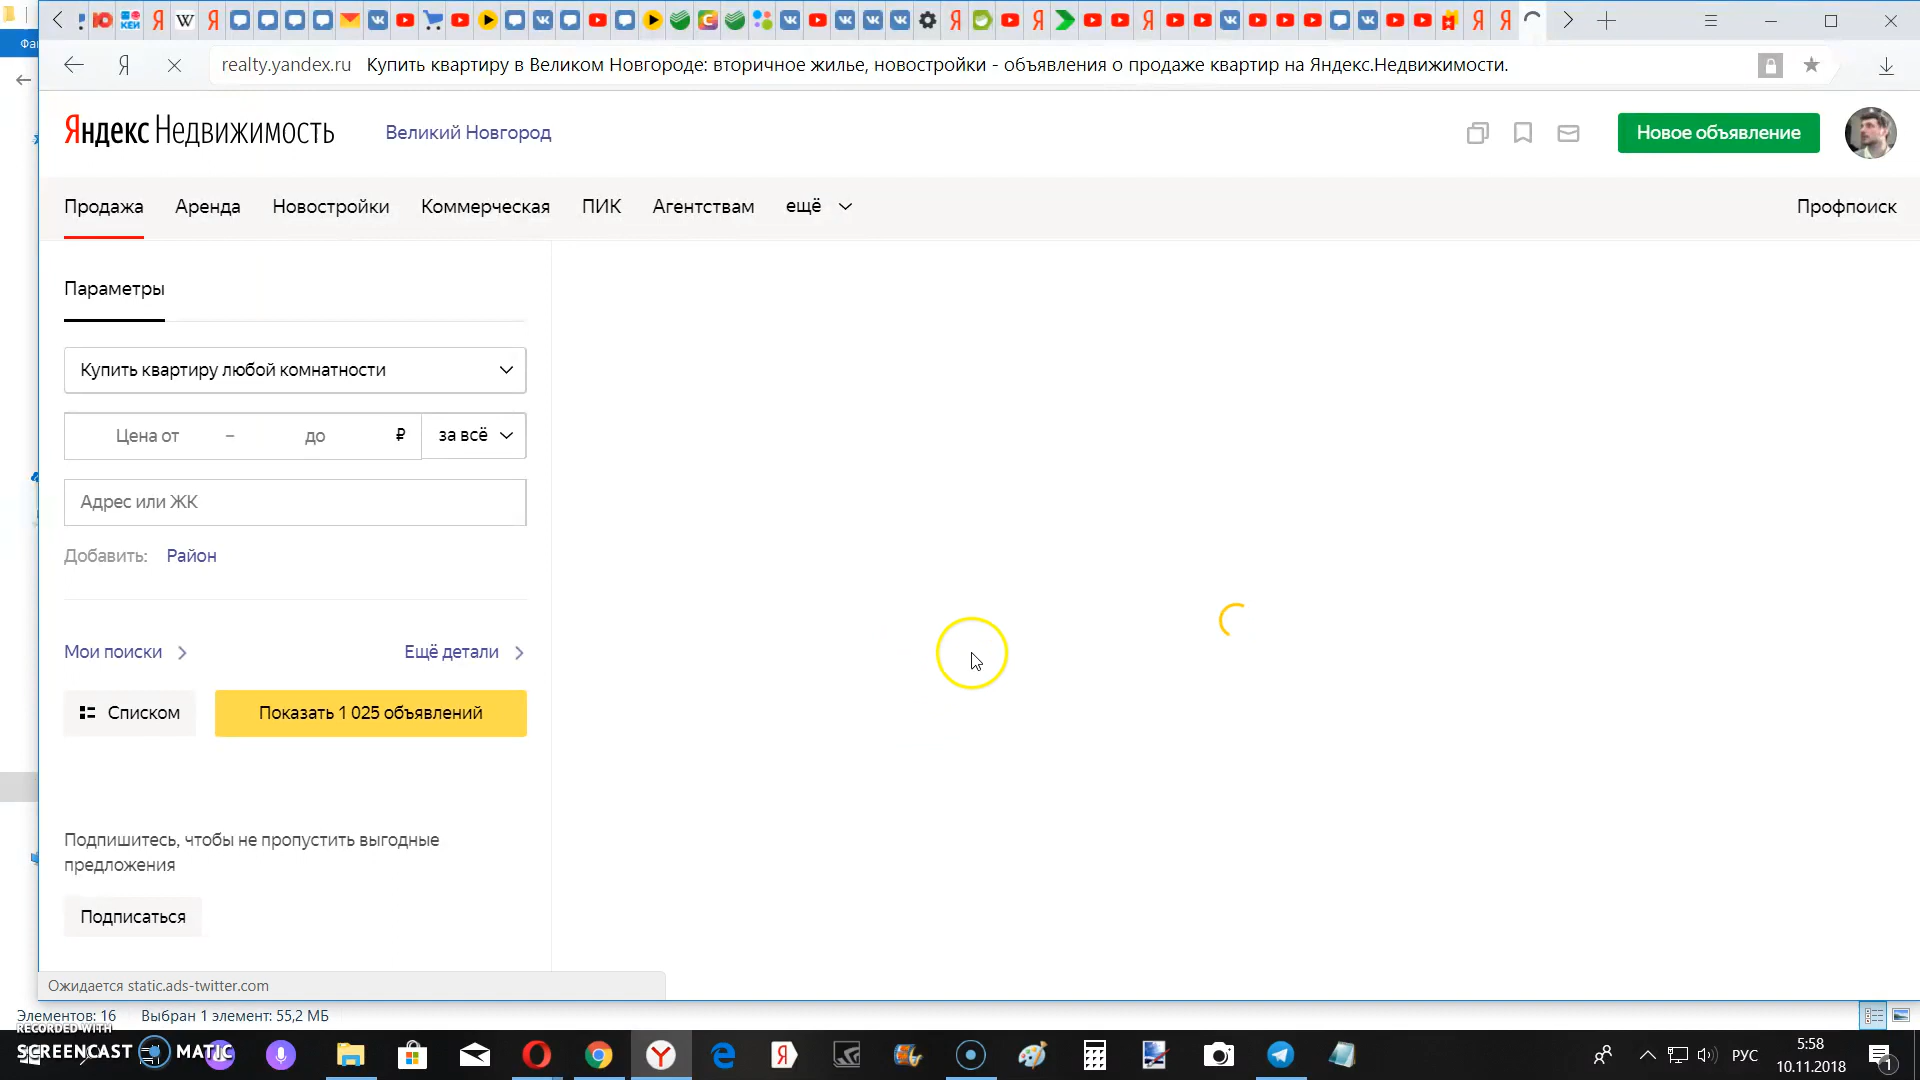 Фай
realty.yandex.ru Купить квартиру в Великом Новгороде: вторичное жилье, новостройки - объявления о продаже квартир на Яндекс.Недвижимости.
Яндекс Недвижимость Великий Новгород Новое объявление
Продажа Аренда Новостройки Коммерческая ПИК Агентствам ещё Профпоиск
Параметры
Купить квартиру любой комнатности
Цена от – до ₽ за всё
Адрес или ЖК
Добавить: Район
Мои поиски Ещё детали
Списком Показать 1 025 объявлений
Подпишитесь, чтобы не пропустить выгодные
предложения
Подписаться
Ожидается static.ads-twitter.com
Элементов: 16 Выбран 1 элемент: 55,2 МБ
RECORDED WITH
SCREENCAST MATIC
РУС
5:58
10.11.2018
1